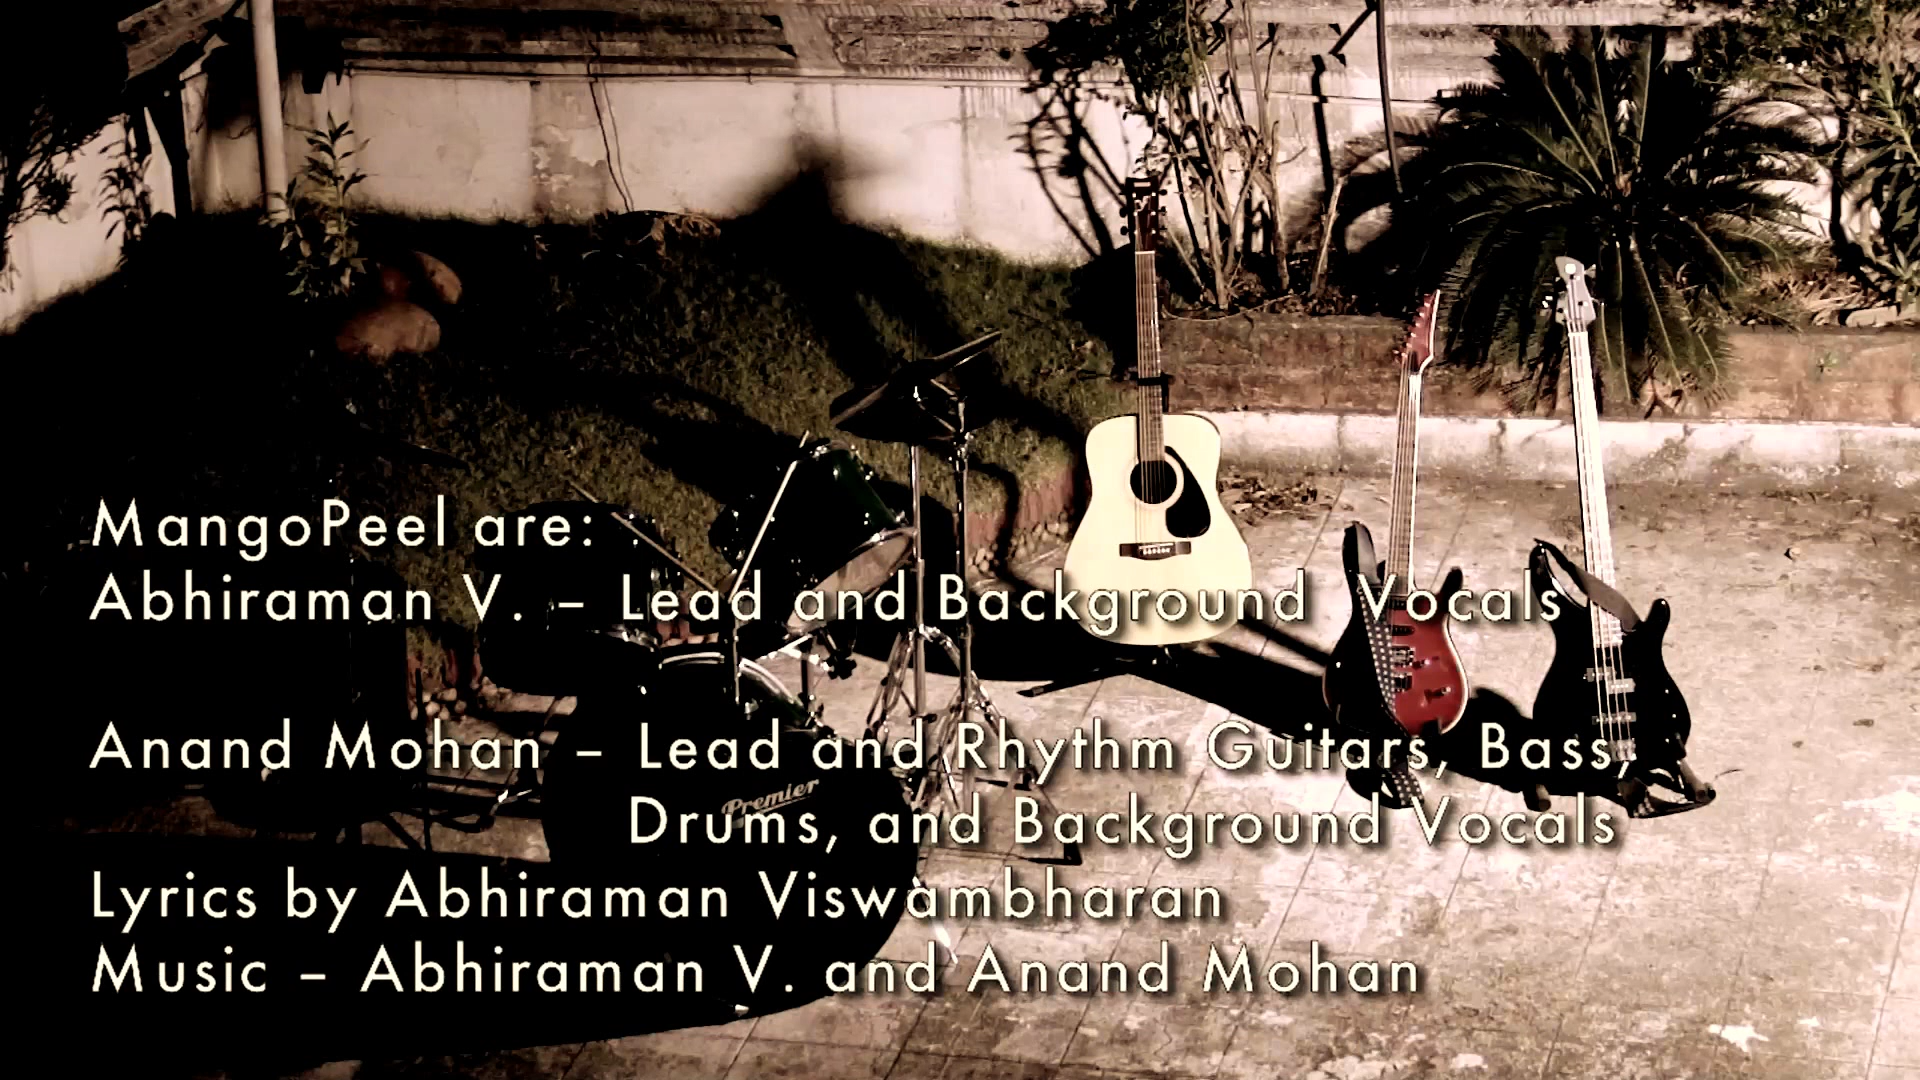 MangoPeel are:
Abhiraman V. – Lead and Background Vocals
Anand Mohan – Lead and Rhythm Guitars, Bass,
Drums, and Background Vocals
Premier
Lyrics by Abhiraman Viswambharan
Music – Abhiraman V. and Anand Mohan